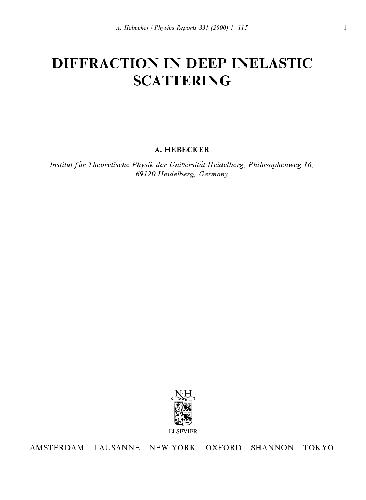 A. Hebecker / Physics Reports 331 (2000) 1–115
1
DIFFRACTION IN DEEP INELASTIC
SCATTERING
A. HEBECKER
Institut für Theoretische Physik der Universität Heidelberg, Philosophenweg 16,
69120 Heidelberg, Germany
NH
ELSEVIER
AMSTERDAM – LAUSANNE – NEW YORK – OXFORD – SHANNON – TOKYO